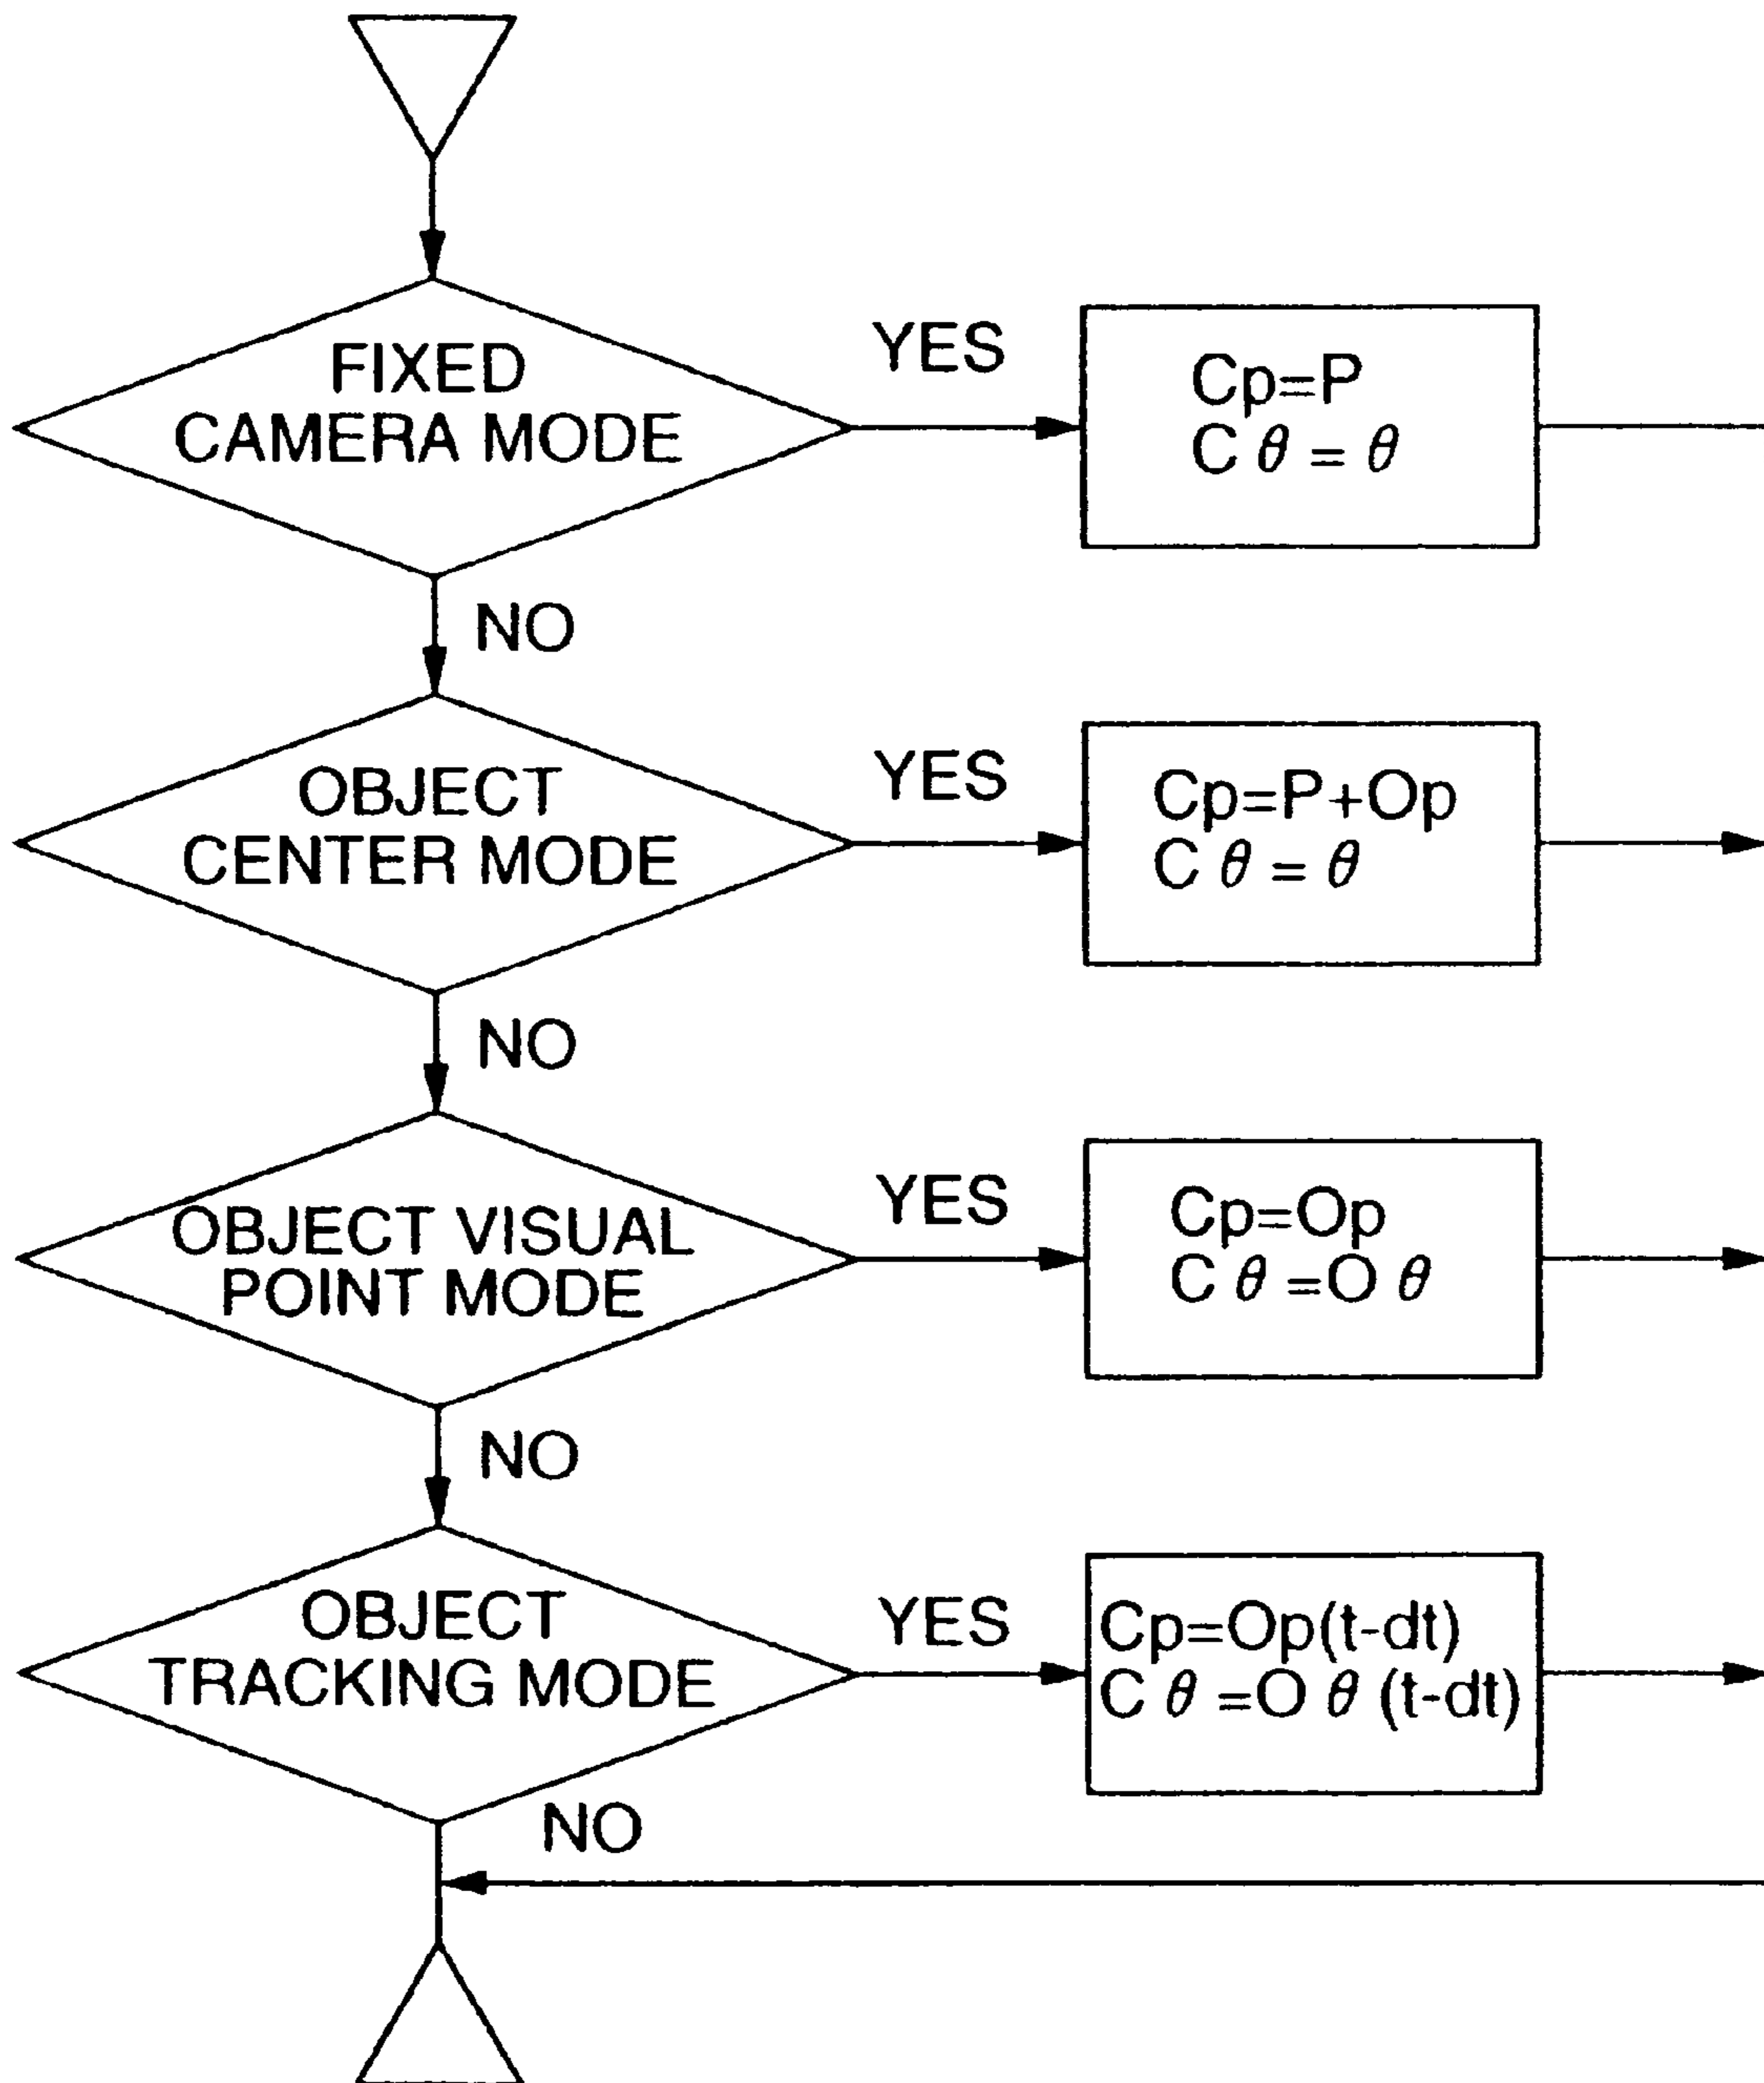 FIXED
CAMERA MODE
YES
Cp=P
C θ = θ
NO
OBJECT
CENTER MODE
YES
Cp=P+Op
C θ = θ
NO
OBJECT VISUAL
POINT MODE
YES
Cp=Op
C θ =O θ
NO
OBJECT
TRACKING MODE
YES
Cp=Op(t-dt)
C θ =O θ (t-dt)
NO